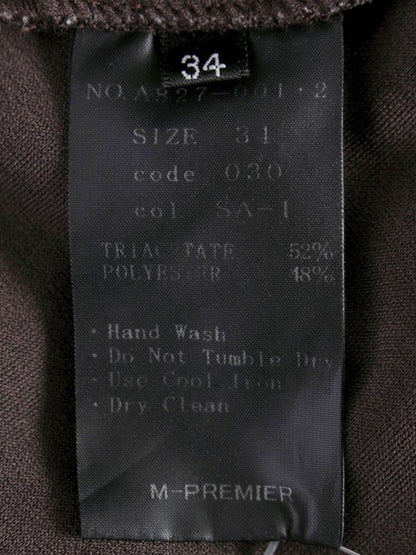 34
NO. A827-001・2
SIZE 34
code 030
col SA-1
TRIACETATE 52%
POLYESTER 48%
・Hand Wash
・Do Not Tumble Dry
・Use Cool Iron
・Dry Clean
M-PREMIER